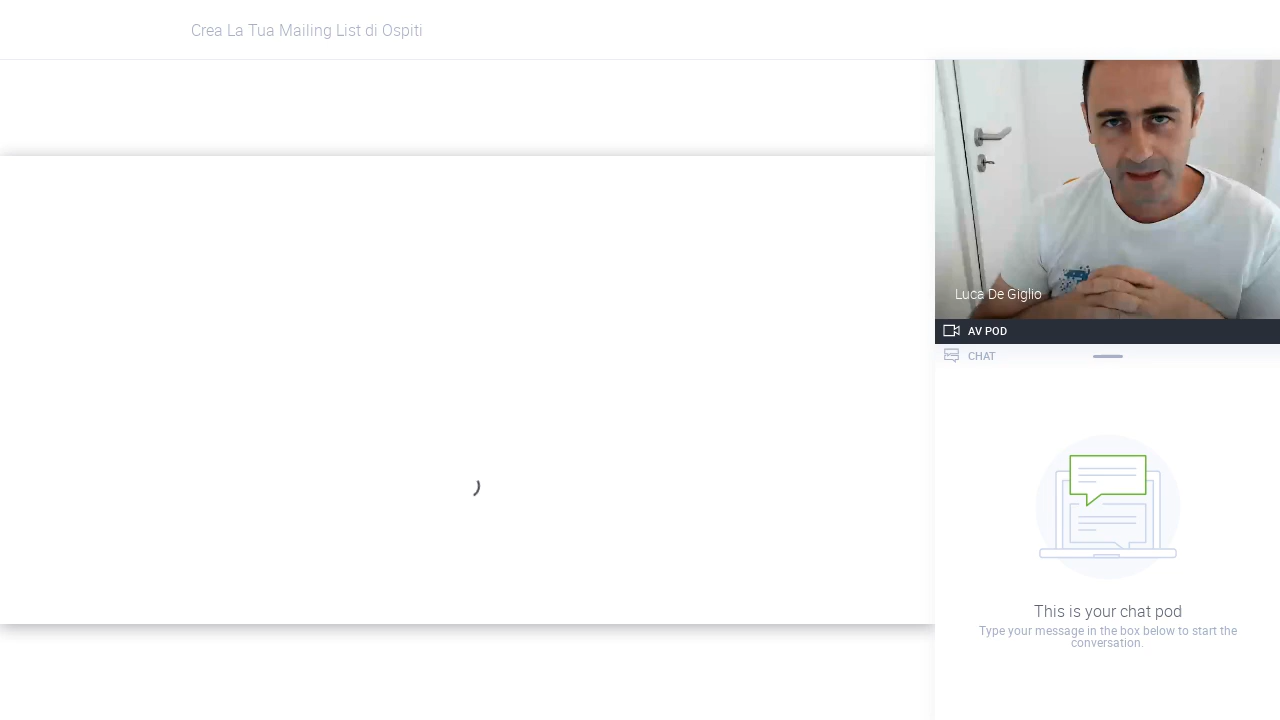 Crea La Tua Mailing List di Ospiti
Luca De Giglio
AV POD
CHAT
This is your chat pod
Type your message in the box below to start the
conversation.